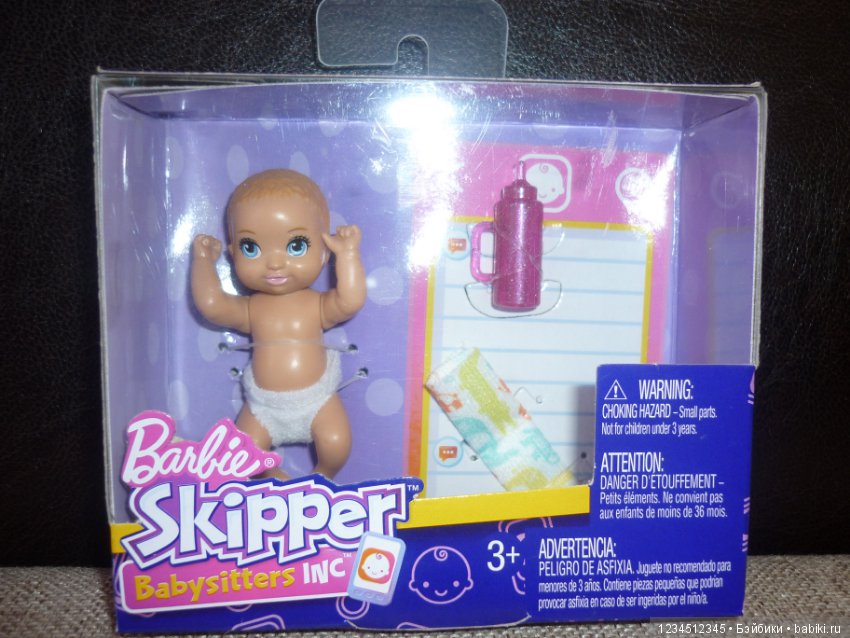 Barbie®
Skipper™
Babysitters INC™
3+
WARNING:
CHOKING HAZARD – Small parts.
Not for children under 3 years.
ATTENTION:
DANGER D'ÉTOUFFEMENT –
Petits éléments. Ne convient pas
aux enfants de moins de 36 mois.
ADVERTENCIA:
PELIGRO DE ASFIXIA. Juguete no recomendado para
menores de 3 años. Contiene piezas pequeñas que podrían
provocar asfixia en caso de ser ingeridas por el niño/a.
1234512345 • Бэйбики • babiki.ru